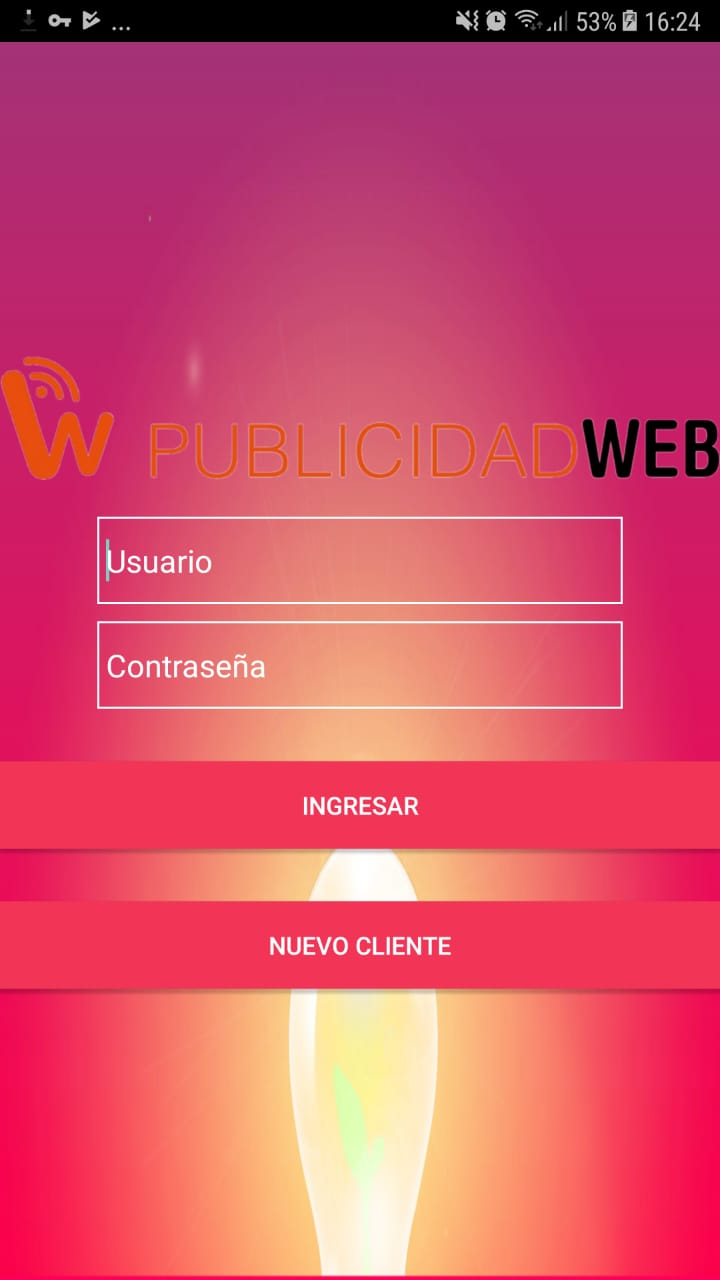 ... 53% 16:24
PUBLICIDADWEB
Usuario
Contraseña
INGRESAR
NUEVO CLIENTE